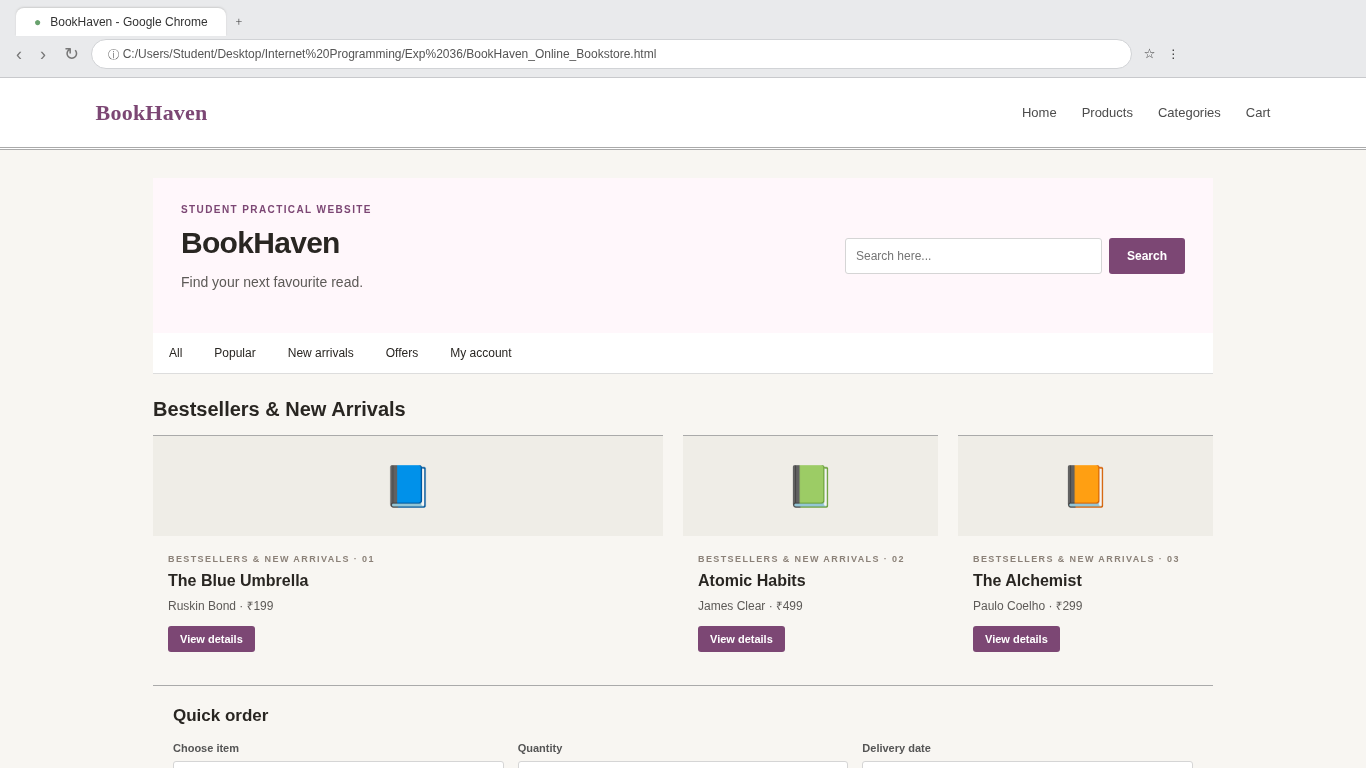 BookHaven - Google Chrome +
C:/Users/Student/Desktop/Internet%20Programming/Exp%2036/BookHaven_Online_Bookstore.html
BookHaven
Home Products Categories Cart
STUDENT PRACTICAL WEBSITE
BookHaven
Find your next favourite read.
Search here... Search
All Popular New arrivals Offers My account
Bestsellers & New Arrivals
BESTSELLERS & NEW ARRIVALS · 01
The Blue Umbrella
Ruskin Bond · ₹199
View details
BESTSELLERS & NEW ARRIVALS · 02
Atomic Habits
James Clear · ₹499
View details
BESTSELLERS & NEW ARRIVALS · 03
The Alchemist
Paulo Coelho · ₹299
View details
Quick order
Choose item Quantity Delivery date